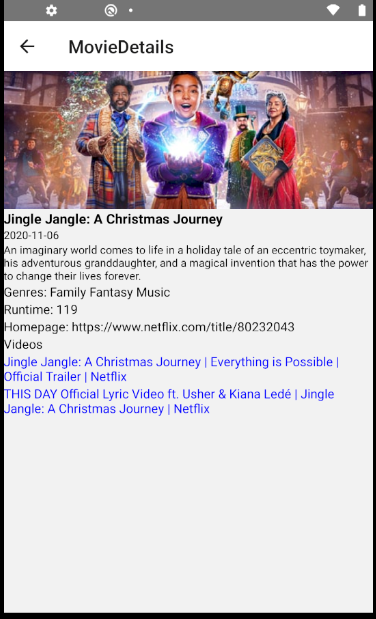 MovieDetails
Jingle Jangle: A Christmas Journey
2020-11-06
An imaginary world comes to life in a holiday tale of an eccentric toymaker,
his adventurous granddaughter, and a magical invention that has the power
to change their lives forever.
Genres: Family Fantasy Music
Runtime: 119
Homepage: https://www.netflix.com/title/80232043
Videos
Jingle Jangle: A Christmas Journey | Everything is Possible |
Official Trailer | Netflix
THIS DAY Official Lyric Video ft. Usher & Kiana Ledé | Jingle
Jangle: A Christmas Journey | Netflix